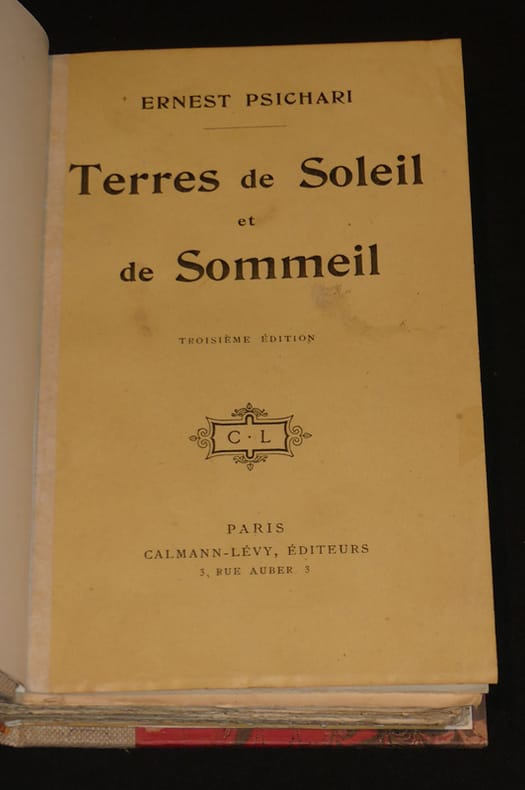 ERNEST PSICHARI
Terres de Soleil
et
de Sommeil
TROISIÈME ÉDITION
C · L
PARIS
CALMANN-LÉVY, ÉDITEURS
3, RUE AUBER 3